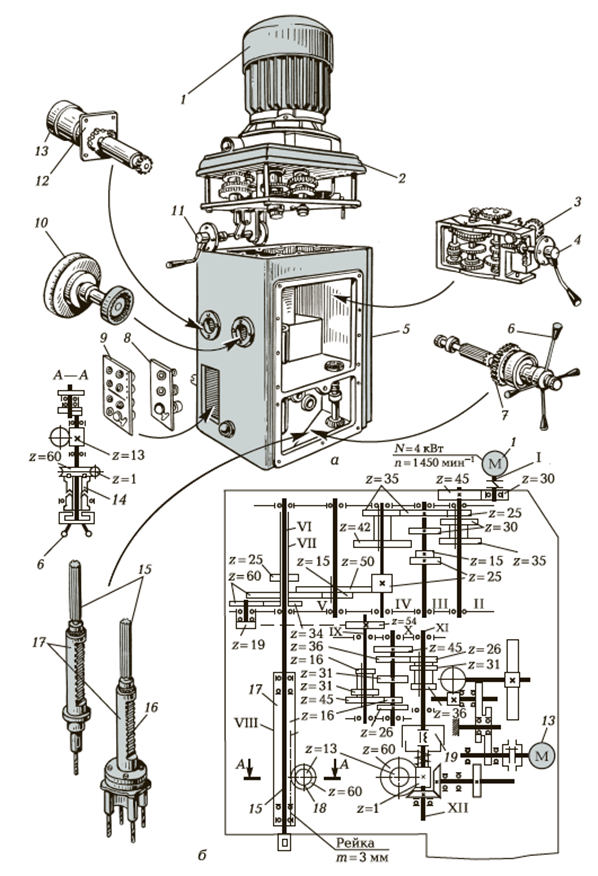 1
13
12
2
10
11
3
4
9
8
5
6
7
А—А
z=13
z=60
z=1
14
6
а
N=4 кВт
n=1450 мин⁻¹
1
М
I
z=35
z=45
z=30
z=25
z=42
z=30
z=35
VI
VII
z=15
z=25
z=15
z=50
z=25
z=60
V
IV
III
II
z=19
z=34
z=54
IX
X
XI
z=36
z=45
z=26
z=16
z=31
z=31
z=31
z=45
z=36
z=16
z=26
15
17
16
17
VIII
13
М
19
z=13
z=60
А
А
15
18
z=60
z=1
XII
Рейка
m=3 мм
б